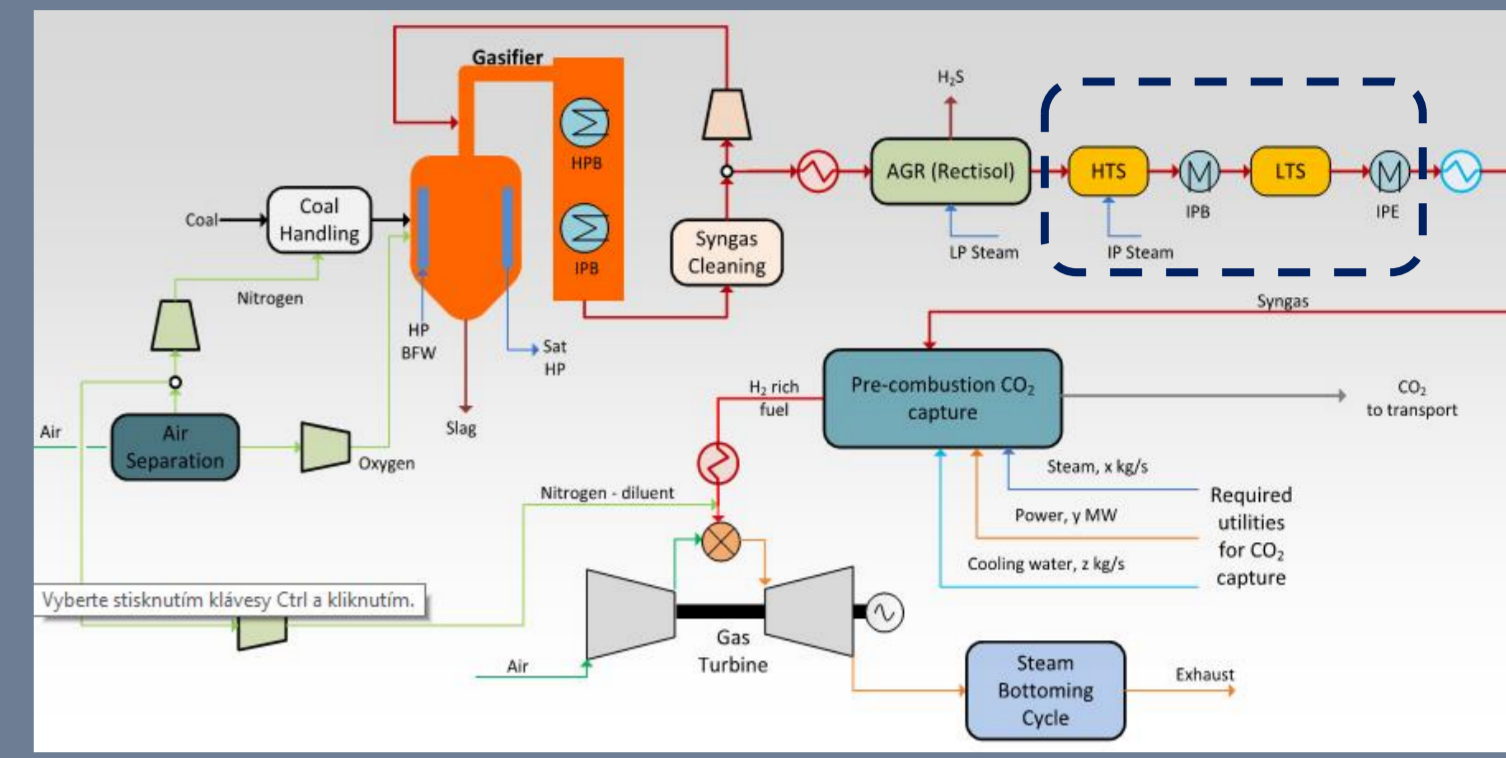 Gasifier
H₂S
HPB
AGR (Rectisol)
HTS
LTS
Coal
Coal
Handling
IPB
IPE
Syngas
Cleaning
LP Steam
IP Steam
IPB
Nitrogen
Syngas
HP
BFW
Sat
HP
Pre-combustion CO₂
capture
H₂ rich
fuel
CO₂
to transport
Slag
Air
Air
Separation
Oxygen
Steam, x kg/s
Nitrogen - diluent
Power, y MW
Required
utilities
for CO₂
capture
Cooling water, z kg/s
Vyberte stisknutím klávesy Ctrl a kliknutím.
Gas
Turbine
Air
Steam
Bottoming
Cycle
Exhaust